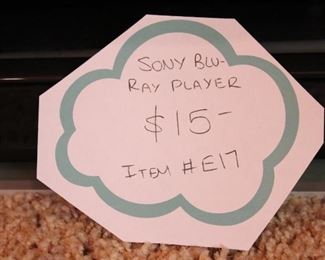 SONY BLU-
RAY PLAYER
$15-
ITEM #E17